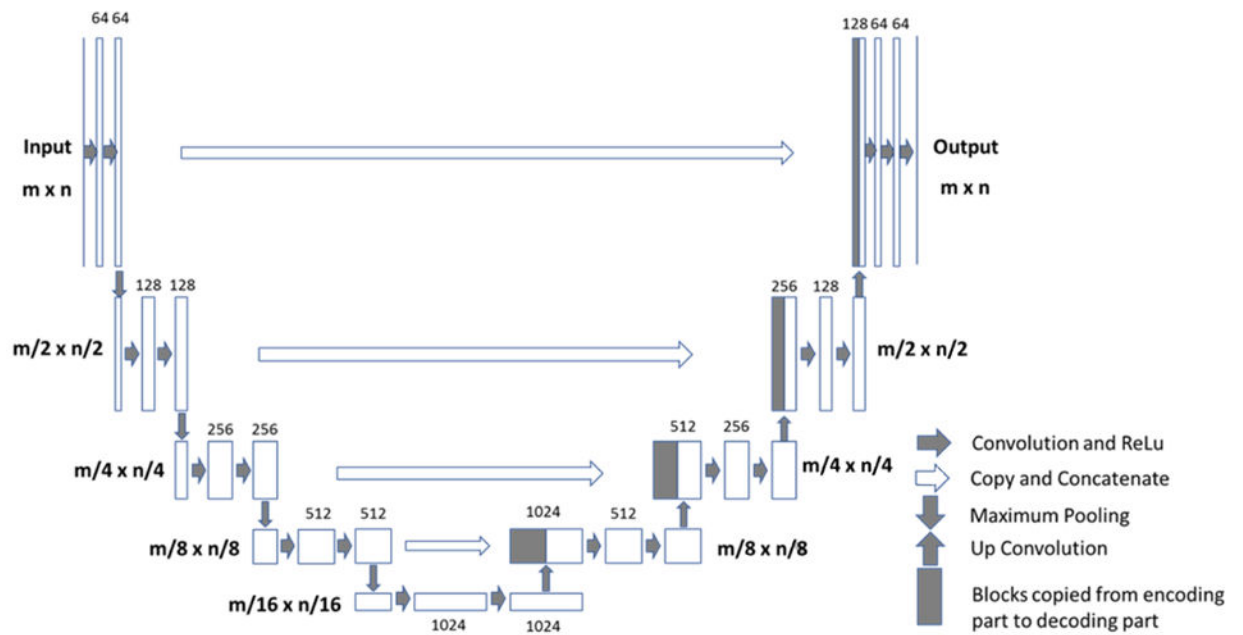 64 64
128 64 64
Input
m x n
Output
m x n
128 128
256 128
m/2 x n/2
m/2 x n/2
256 256
512 256
m/4 x n/4
m/4 x n/4
512 512
1024 512
m/8 x n/8
m/8 x n/8
m/16 x n/16
1024 1024
Convolution and ReLu
Copy and Concatenate
Maximum Pooling
Up Convolution
Blocks copied from encoding
part to decoding part